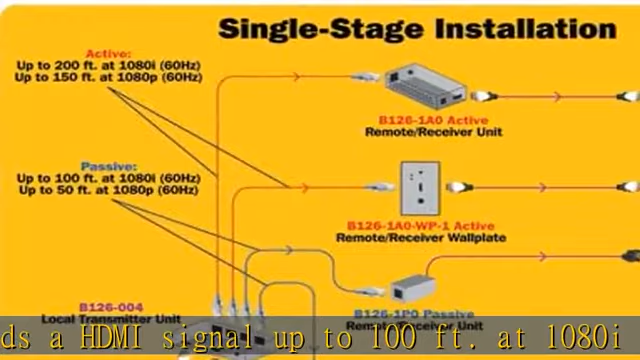 Single-Stage Installation
Active:
Up to 200 ft. at 1080i (60Hz)
Up to 150 ft. at 1080p (60Hz)
B126-1A0 Active
Remote/Receiver Unit
Passive:
Up to 100 ft. at 1080i (60Hz)
Up to 50 ft. at 1080p (60Hz)
B126-1A0-WP-1 Active
Remote/Receiver Wallplate
B126-004
Local Transmitter Unit
B126-1P0 Passive
Remote/Receiver Unit
ds a HDMI signal up to 100 ft. at 1080i